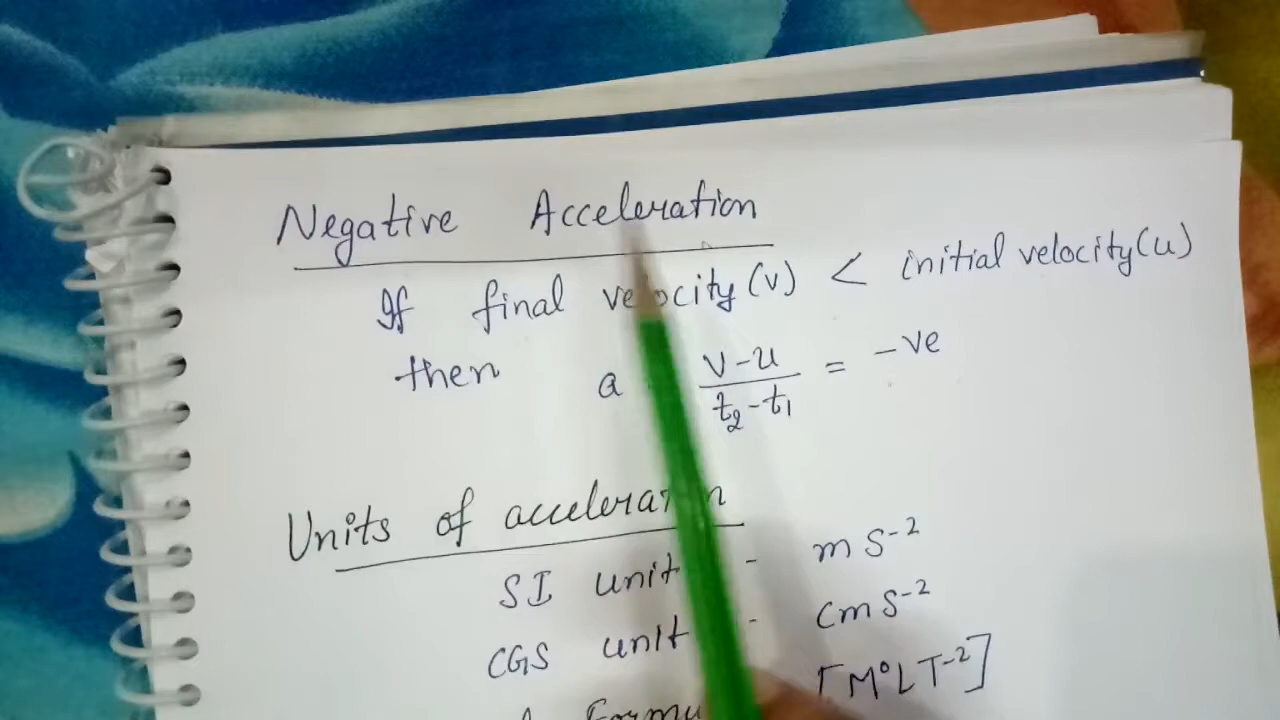 Negative Acceleration
If final velocity (v) < initial velocity (u)
then a v-u/t₂-t₁ = -ve
Units of acceleration
SI unit - m s⁻²
CGS unit - cm s⁻²
[M⁰LT⁻²]